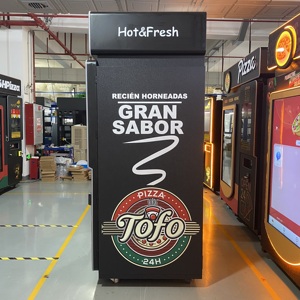 Hot&Fresh
RECIÉN HORNEADAS
GRAN
SABOR
PIZZA
Tofo
24H
Pizza